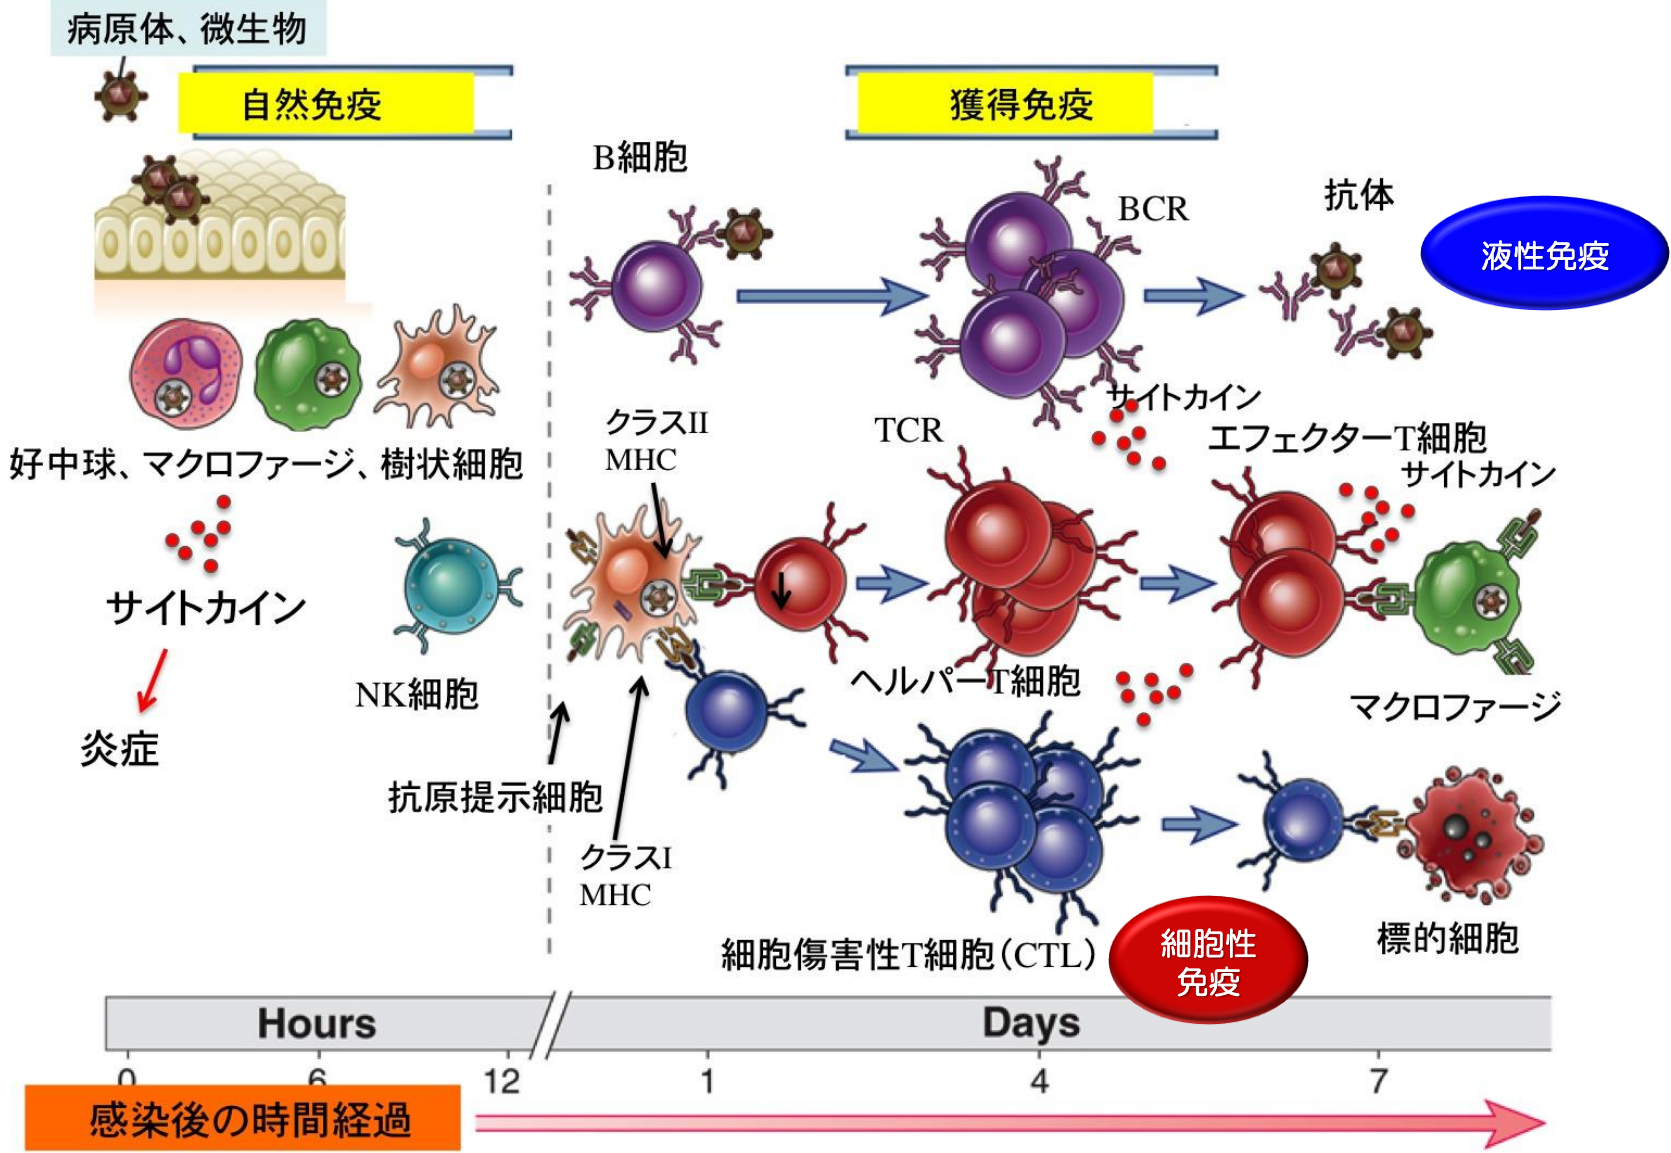 病原体、微生物
自然免疫
獲得免疫
B細胞
BCR
抗体
液性免疫
サイトカイン
クラスII
MHC
TCR
エフェクターT細胞
サイトカイン
好中球、マクロファージ、樹状細胞
サイトカイン
NK細胞
ヘルパーT細胞
マクロファージ
炎症
抗原提示細胞
クラスI
MHC
細胞傷害性T細胞（CTL）
細胞性
免疫
標的細胞
Hours
Days
0 6 12 1 4 7
感染後の時間経過